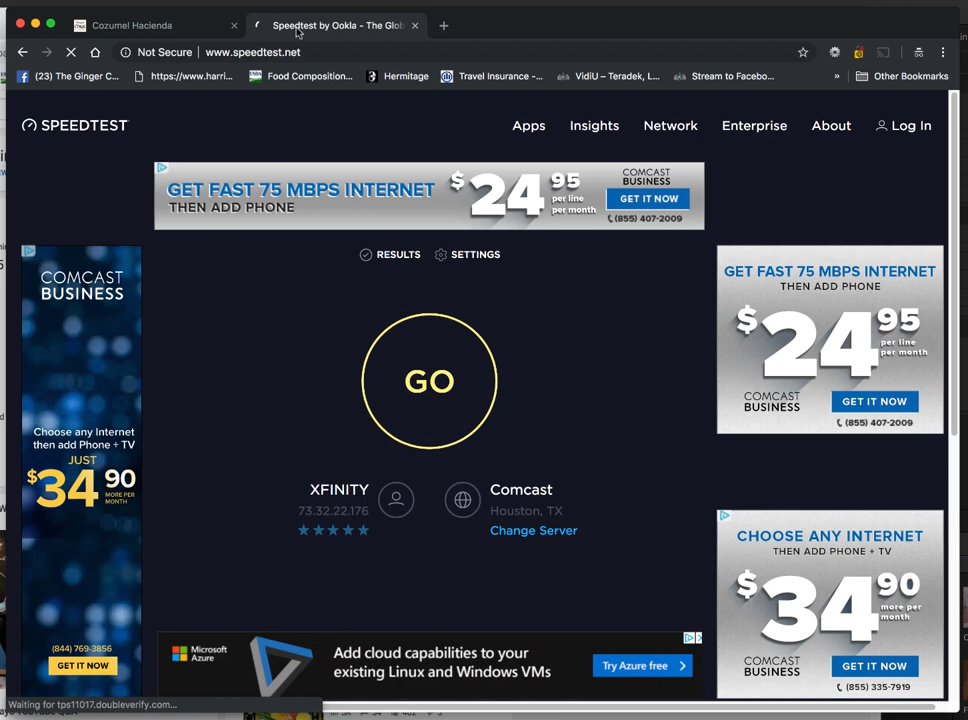 Cozumel Hacienda
Speedtest by Ookla - The Glob
Not Secure | www.speedtest.net
(23) The Ginger C...
https://www.harri...
Food Composition...
Hermitage
Travel Insurance -...
VidiU – Teradek, L...
Stream to Facebo...
»
Other Bookmarks
SPEEDTEST
Apps
Insights
Network
Enterprise
About
Log In
GET FAST 75 MBPS INTERNET
THEN ADD PHONE
$24 95
per line
per month
COMCAST
BUSINESS
GET IT NOW
(855) 407-2009
RESULTS
SETTINGS
COMCAST
BUSINESS
Choose any Internet
then add Phone + TV
JUST
$34 90
MORE PER
MONTH
(844) 769-3856
GET IT NOW
GO
XFINITY
73.32.22.176
Comcast
Houston, TX
Change Server
GET FAST 75 MBPS INTERNET
THEN ADD PHONE
$24 95
per line
per month
COMCAST
BUSINESS
GET IT NOW
(855) 407-2009
CHOOSE ANY INTERNET
THEN ADD PHONE + TV
$34 90
more per
month
COMCAST
BUSINESS
GET IT NOW
(855) 335-7919
Microsoft
Azure
Add cloud capabilities to your
existing Linux and Windows VMs
Try Azure free
Waiting for tps11017.doubleverify.com...